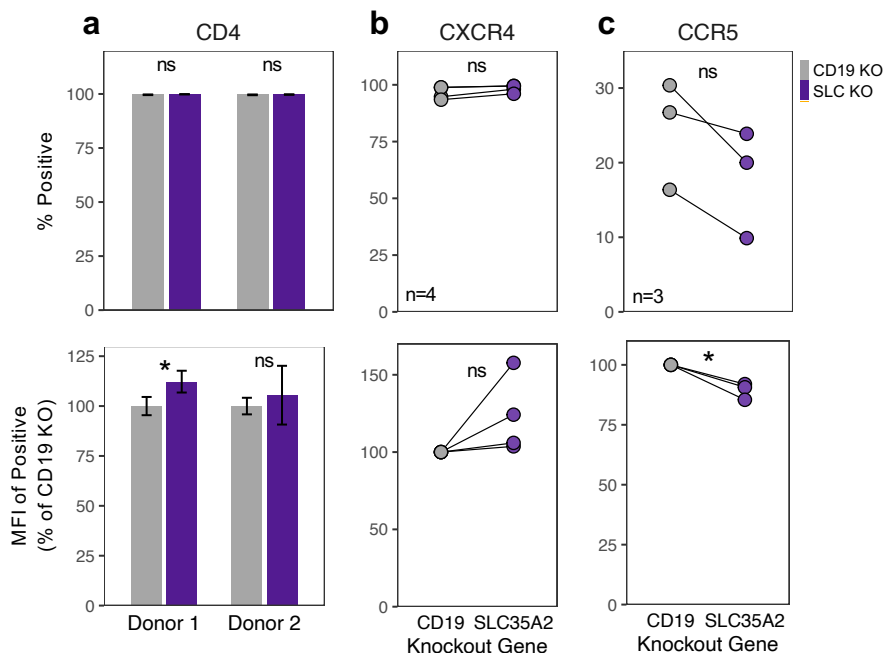 a
CD4
b
CXCR4
c
CCR5
CD19 KO
SLC KO
% Positive
100
75
50
25
0
ns
ns
100
75
50
25
0
ns
n=4
30
20
10
0
ns
n=3
MFI of Positive
(% of CD19 KO)
125
100
75
50
25
0
*
ns
Donor 1
Donor 2
150
100
50
0
ns
CD19
SLC35A2
Knockout Gene
100
75
50
25
0
*
CD19
SLC35A2
Knockout Gene